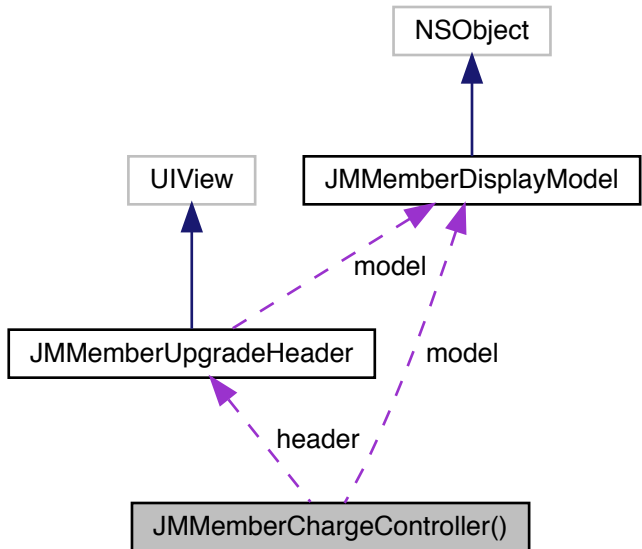 NSObject
UIView
JMMemberDisplayModel
model
JMMemberUpgradeHeader
model
header
JMMemberChargeController()